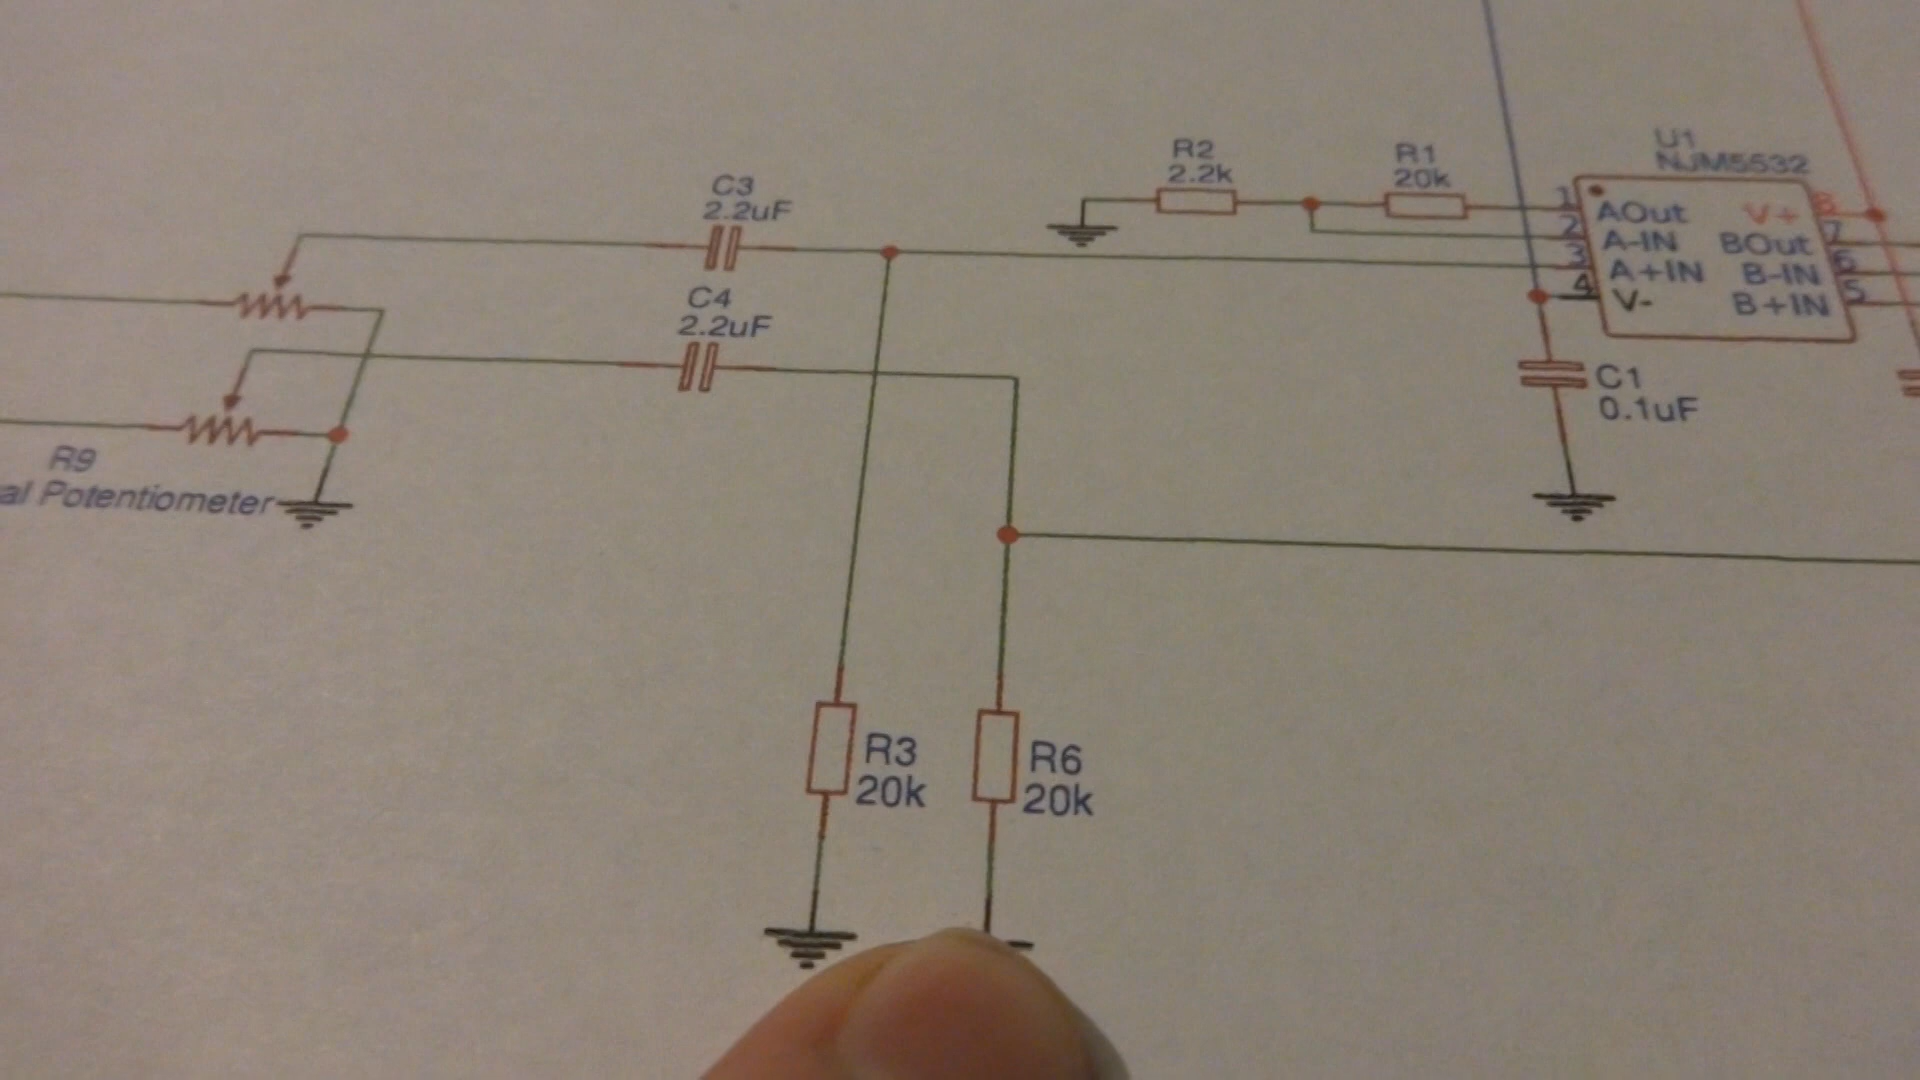 C3
2.2uF
C4
2.2uF
R9
al Potentiometer
R2
2.2k
R1
20k
U1
NJM5532
1 AOut
2 A-IN
3 A+IN
4 V-
V+ 8
BOut 7
B-IN 6
B+IN 5
C1
0.1uF
R3
20k
R6
20k